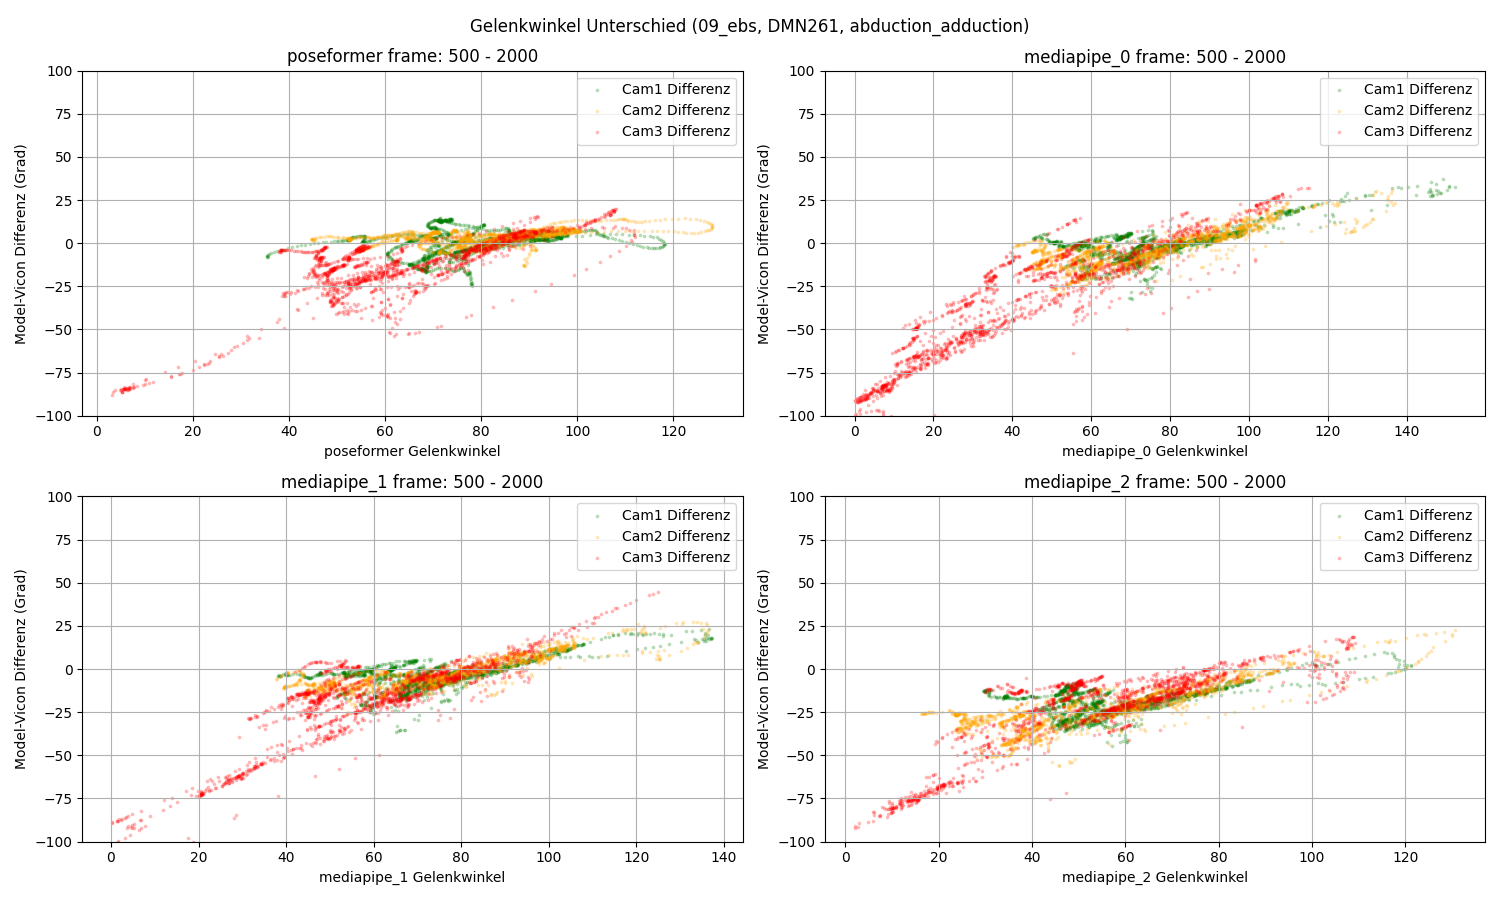 Gelenkwinkel Unterschied (09_ebs, DMN261, abduction_adduction)
poseformer frame: 500 - 2000
100
75
50
25
0
−25
−50
−75
−100
Model-Vicon Differenz (Grad)
Cam1 Differenz
Cam2 Differenz
Cam3 Differenz
0 20 40 60 80 100 120
poseformer Gelenkwinkel
mediapipe_0 frame: 500 - 2000
100
75
50
25
0
−25
−50
−75
−100
Model-Vicon Differenz (Grad)
Cam1 Differenz
Cam2 Differenz
Cam3 Differenz
0 20 40 60 80 100 120 140
mediapipe_0 Gelenkwinkel
mediapipe_1 frame: 500 - 2000
100
75
50
25
0
−25
−50
−75
−100
Model-Vicon Differenz (Grad)
Cam1 Differenz
Cam2 Differenz
Cam3 Differenz
0 20 40 60 80 100 120 140
mediapipe_1 Gelenkwinkel
mediapipe_2 frame: 500 - 2000
100
75
50
25
0
−25
−50
−75
−100
Model-Vicon Differenz (Grad)
Cam1 Differenz
Cam2 Differenz
Cam3 Differenz
0 20 40 60 80 100 120
mediapipe_2 Gelenkwinkel